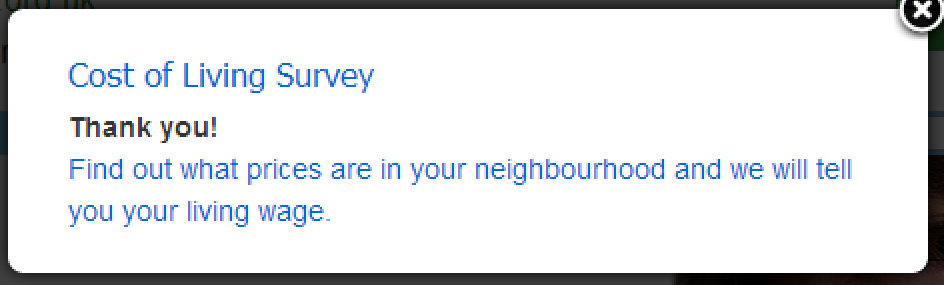 Cost of Living Survey
Thank you!
Find out what prices are in your neighbourhood and we will tell
you your living wage.